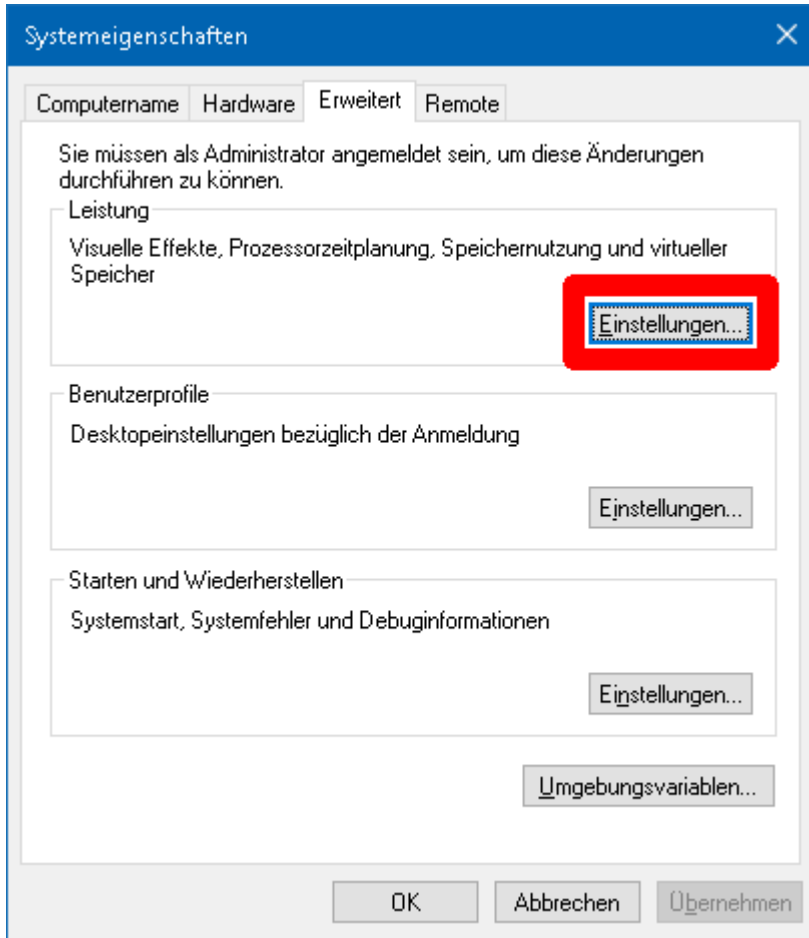 Systemeigenschaften
Computername Hardware Erweitert Remote
Sie müssen als Administrator angemeldet sein, um diese Änderungen
durchführen zu können.
Leistung
Visuelle Effekte, Prozessorzeitplanung, Speichernutzung und virtueller
Speicher
Einstellungen...
Benutzerprofile
Desktopeinstellungen bezüglich der Anmeldung
Einstellungen...
Starten und Wiederherstellen
Systemstart, Systemfehler und Debuginformationen
Einstellungen...
Umgebungsvariablen...
OK Abbrechen Übernehmen